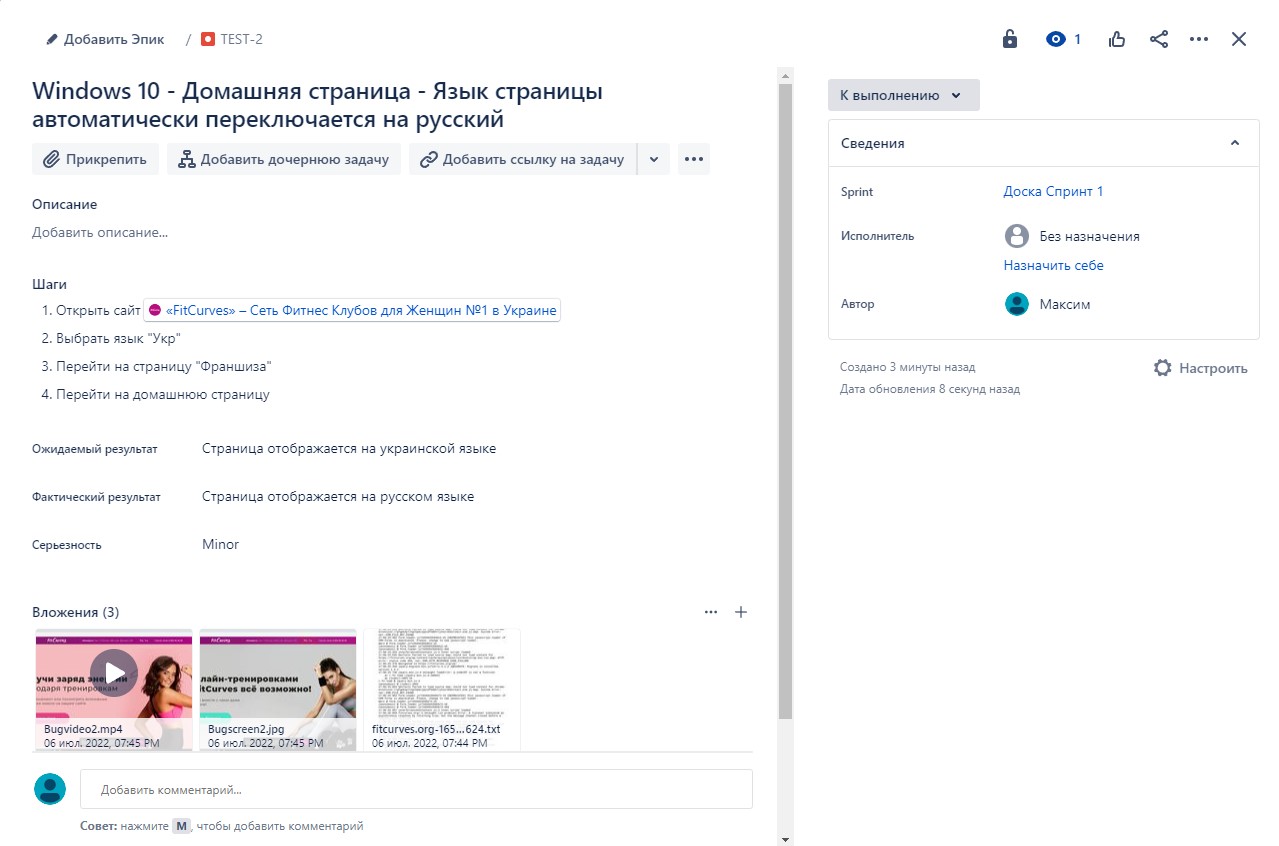 Добавить Эпик / TEST-2
1
Windows 10 - Домашняя страница - Язык страницы
автоматически переключается на русский
Прикрепить
Добавить дочернюю задачу
Добавить ссылку на задачу
Описание
Добавить описание...
Шаги
1. Открыть сайт «FitCurves» – Сеть Фитнес Клубов для Женщин №1 в Украине
2. Выбрать язык "Укр"
3. Перейти на страницу "Франшиза"
4. Перейти на домашнюю страницу
Ожидаемый результат Страница отображается на украинской языке
Фактический результат Страница отображается на русском языке
Серьезность Minor
Вложения (3)
FitCurves
учи заряд энергии
одаря тренировкам
Bugvideo2.mp4
06 июл. 2022, 07:45 PM
FitCurves
лайн-тренировками
itCurves всё возможно!
Bugscreen2.jpg
06 июл. 2022, 07:45 PM
fitcurves.org-165...624.txt
06 июл. 2022, 07:44 PM
Добавить комментарий...
Совет: нажмите M, чтобы добавить комментарий
К выполнению
Сведения
Sprint Доска Спринт 1
Исполнитель Без назначения
Назначить себе
Автор Максим
Создано 3 минуты назад
Дата обновления 8 секунд назад
Настроить